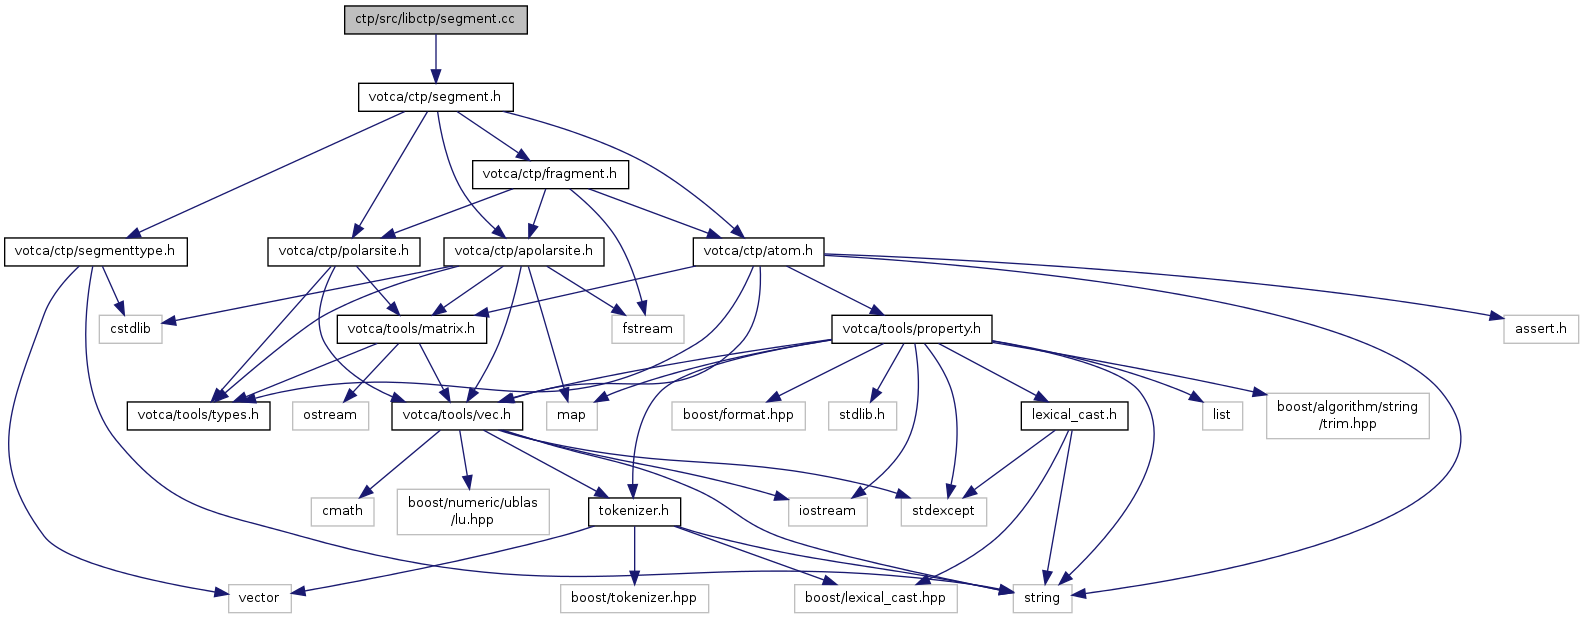 ctp/src/libctp/segment.cc
votca/ctp/segment.h
votca/ctp/fragment.h
votca/ctp/segmenttype.h
votca/ctp/polarsite.h
votca/ctp/apolarsite.h
votca/ctp/atom.h
cstdlib
votca/tools/matrix.h
fstream
votca/tools/property.h
assert.h
votca/tools/types.h
ostream
votca/tools/vec.h
map
boost/format.hpp
stdlib.h
lexical_cast.h
list
boost/algorithm/string
/trim.hpp
cmath
boost/numeric/ublas
/lu.hpp
tokenizer.h
iostream
stdexcept
vector
boost/tokenizer.hpp
boost/lexical_cast.hpp
string